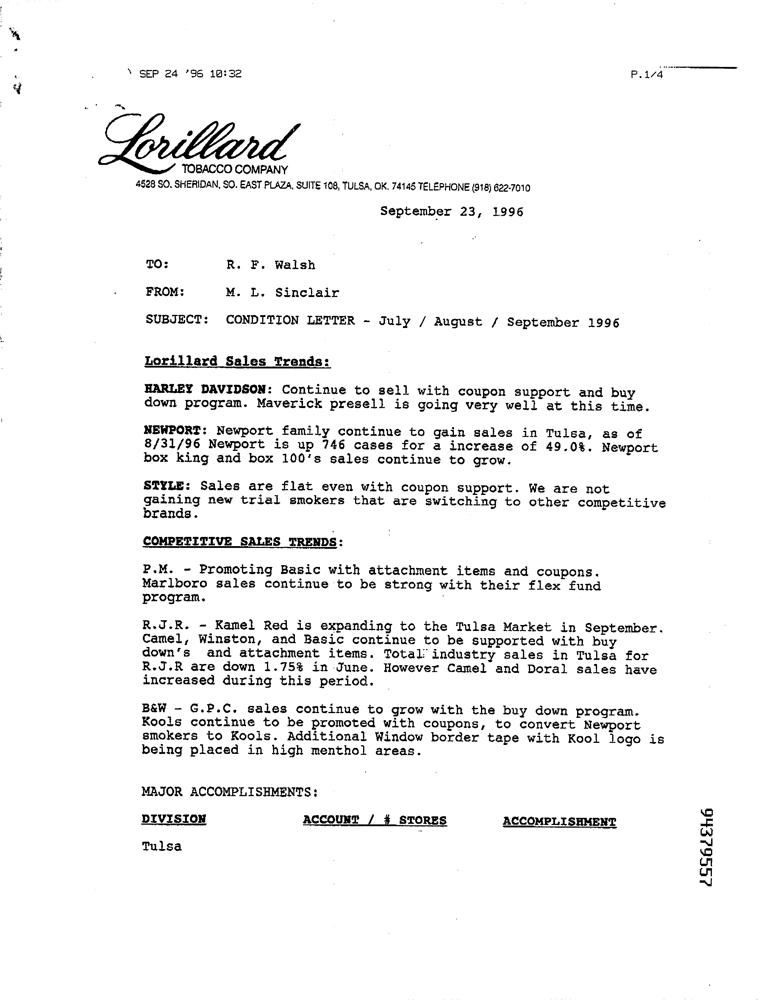 SEP 24 '96 10:32 P.1/4
Lorillard
TOBACCO COMPANY
4528 SO. SHERIDAN, SO. EAST PLAZA, SUITE 108, TULSA, OK. 74145 TELEPHONE (918) 622-7010
September 23, 1996
TO: R. F. Walsh
FROM: M. L. Sinclair
SUBJECT: CONDITION LETTER - July / August / September 1996
Lorillard Sales Trends:
HARLEY DAVIDSON: Continue to sell with coupon support and buy
down program. Maverick presell is going very well at this time.
NEWPORT: Newport family continue to gain sales in Tulsa, as of
8/31/96 Newport is up 746 cases for a increase of 49.0%. Newport
box king and box 100's sales continue to grow.
STYLE: Sales are flat even with coupon support. We are not
gaining new trial smokers that are switching to other competitive
brands.
COMPETITIVE SALES TRENDS:
P.M. - Promoting Basic with attachment items and coupons.
Marlboro sales continue to be strong with their flex fund
program.
R.J.R. - Kamel Red is expanding to the Tulsa Market in September.
Camel, Winston, and Basic continue to be supported with buy
down's and attachment items. Total industry sales in Tulsa for
R.J.R are down 1.75% in June. However Camel and Doral sales have
increased during this period.
B&W - G.P.C. sales continue to grow with the buy down program.
Kools continue to be promoted with coupons, to convert Newport
smokers to Kools. Additional Window border tape with Kool logo is
being placed in high menthol areas.
MAJOR ACCOMPLISHMENTS:
DIVISION ACCOUNT / # STORES ACCOMPLISHMENT
Tulsa
94379557